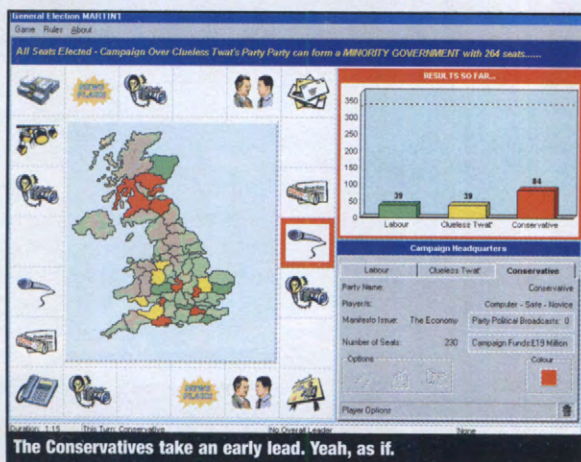 General Election MARTIN1
Game Rules About
All Seats Elected - Campaign Over Clueless Twat's Party Party can form a MINORITY GOVERNMENT with 264 seats......
NEWS FLASH
RESULTS SO FAR...
350
300
250
200
150
100
50
0
39
39
84
Labour
Clueless Twat'
Conservative
Campaign Headquarters
Labour
Clueless Twat'
Conservative
Party Name:
Conservative
Player Is:
Computer - Safe - Novice
Manifesto Issue: The Economy
Party Political Broadcasts: 0
Number of Seats: 230
Campaign Funds:£19 Million
Options
Colour
Player Options
NEWS FLASH
Duration: 1.15
This Turn: Conservative
No Overall Leader
None
The Conservatives take an early lead. Yeah, as if.